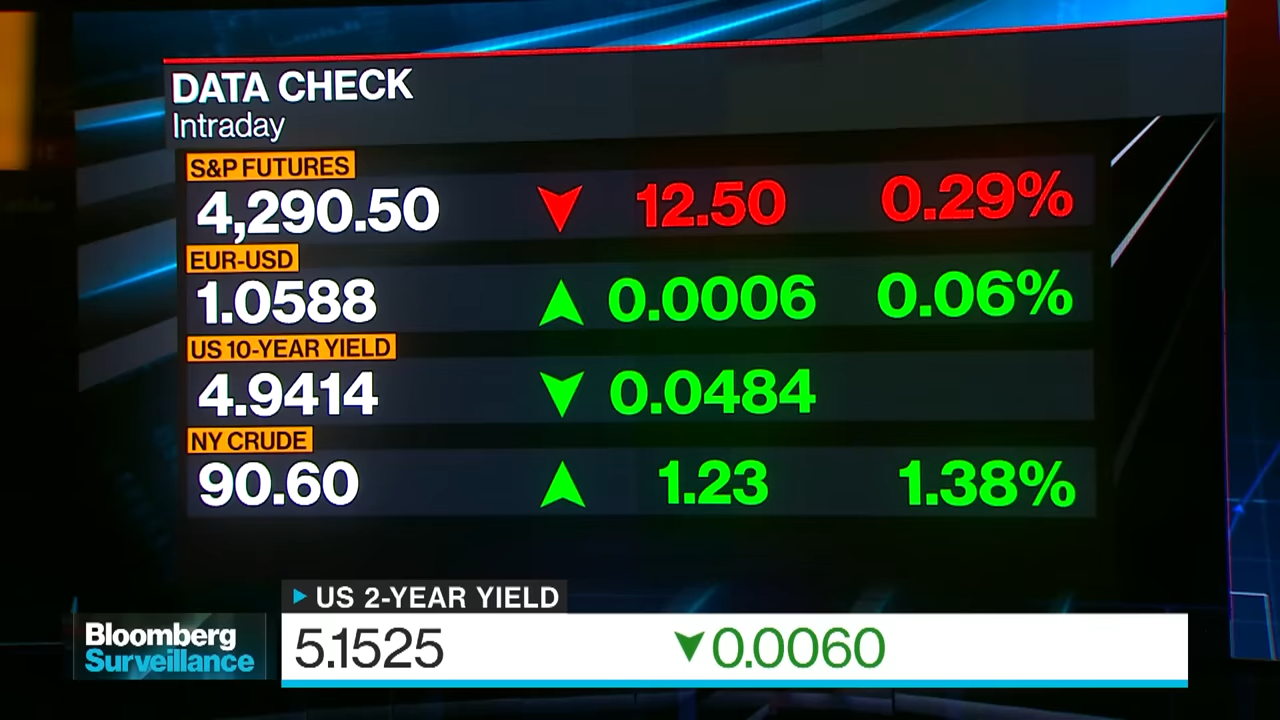 DATA CHECK
Intraday
S&P FUTURES
4,290.50 ▼ 12.50 0.29%
EUR-USD
1.0588 ▲ 0.0006 0.06%
US 10-YEAR YIELD
4.9414 ▼ 0.0484
NY CRUDE
90.60 ▲ 1.23 1.38%
US 2-YEAR YIELD
Bloomberg
Surveillance
5.1525 ▼ 0.0060